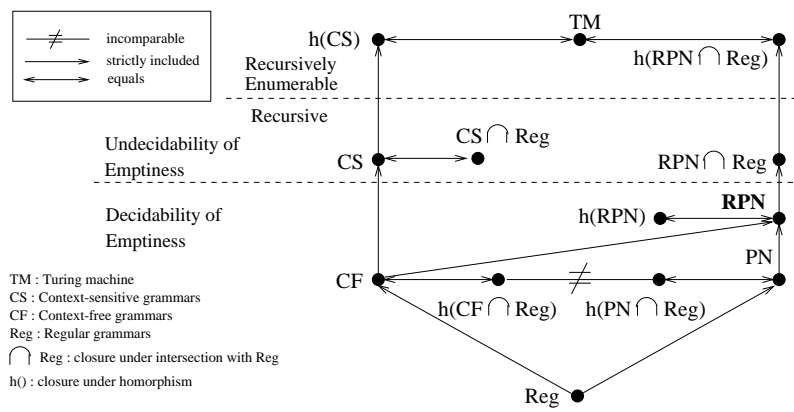 incomparable
strictly included
equals
TM
h(CS)
h(RPN ⋂ Reg)
Recursively
Enumerable
Recursive
Undecidability of
Emptiness
CS ⋂ Reg
CS
RPN ⋂ Reg
Decidability of
Emptiness
RPN
h(RPN)
PN
CF
h(CF ⋂ Reg)
h(PN ⋂ Reg)
Reg
TM : Turing machine
CS : Context-sensitive grammars
CF : Context-free grammars
Reg : Regular grammars
⋂ Reg : closure under intersection with Reg
h() : closure under homorphism